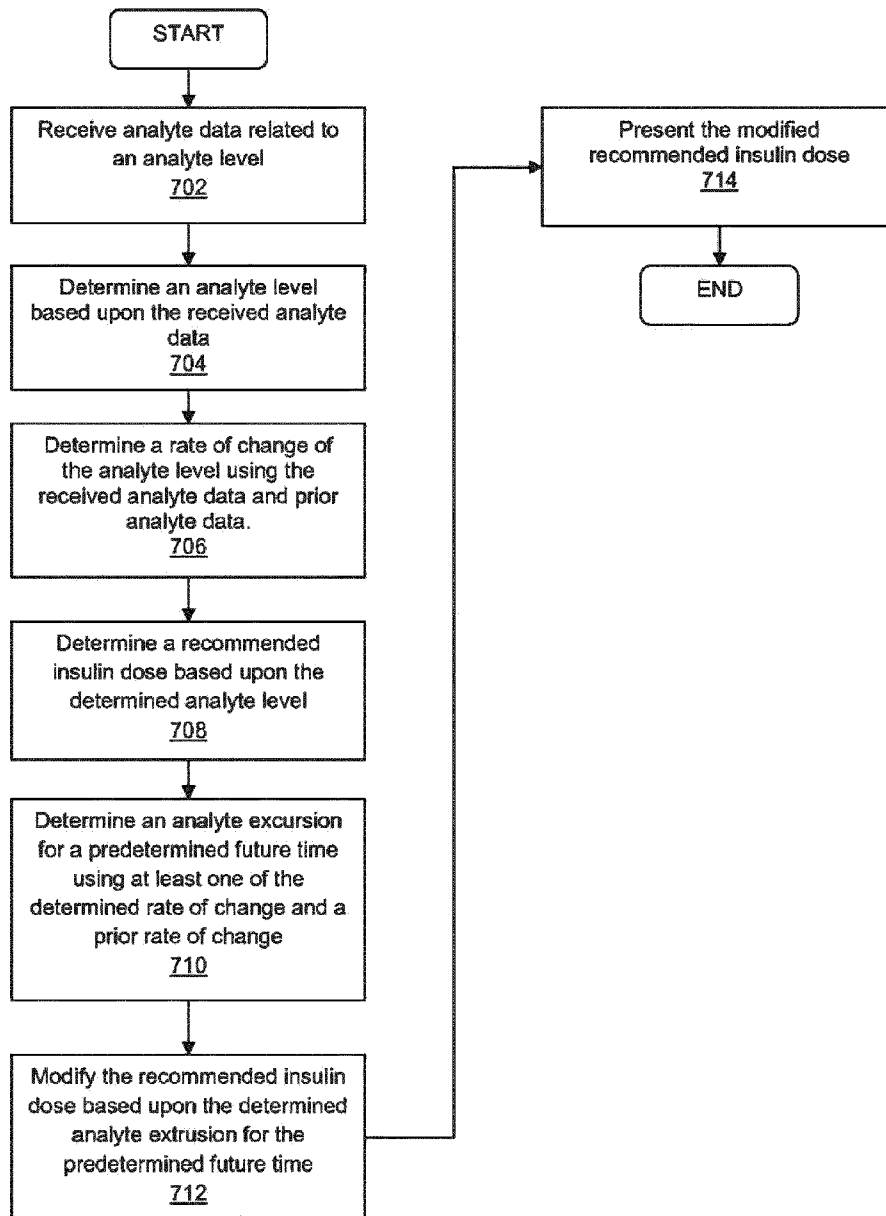 START
Receive analyte data related to
an analyte level
702
Determine an analyte level
based upon the received analyte
data
704
Determine a rate of change of
the analyte level using the
received analyte data and prior
analyte data.
706
Determine a recommended
insulin dose based upon the
determined analyte level
708
Determine an analyte excursion
for a predetermined future time
using at least one of the
determined rate of change and a
prior rate of change
710
Modify the recommended insulin
dose based upon the determined
analyte extrusion for the
predetermined future time
712
Present the modified
recommended insulin dose
714
END